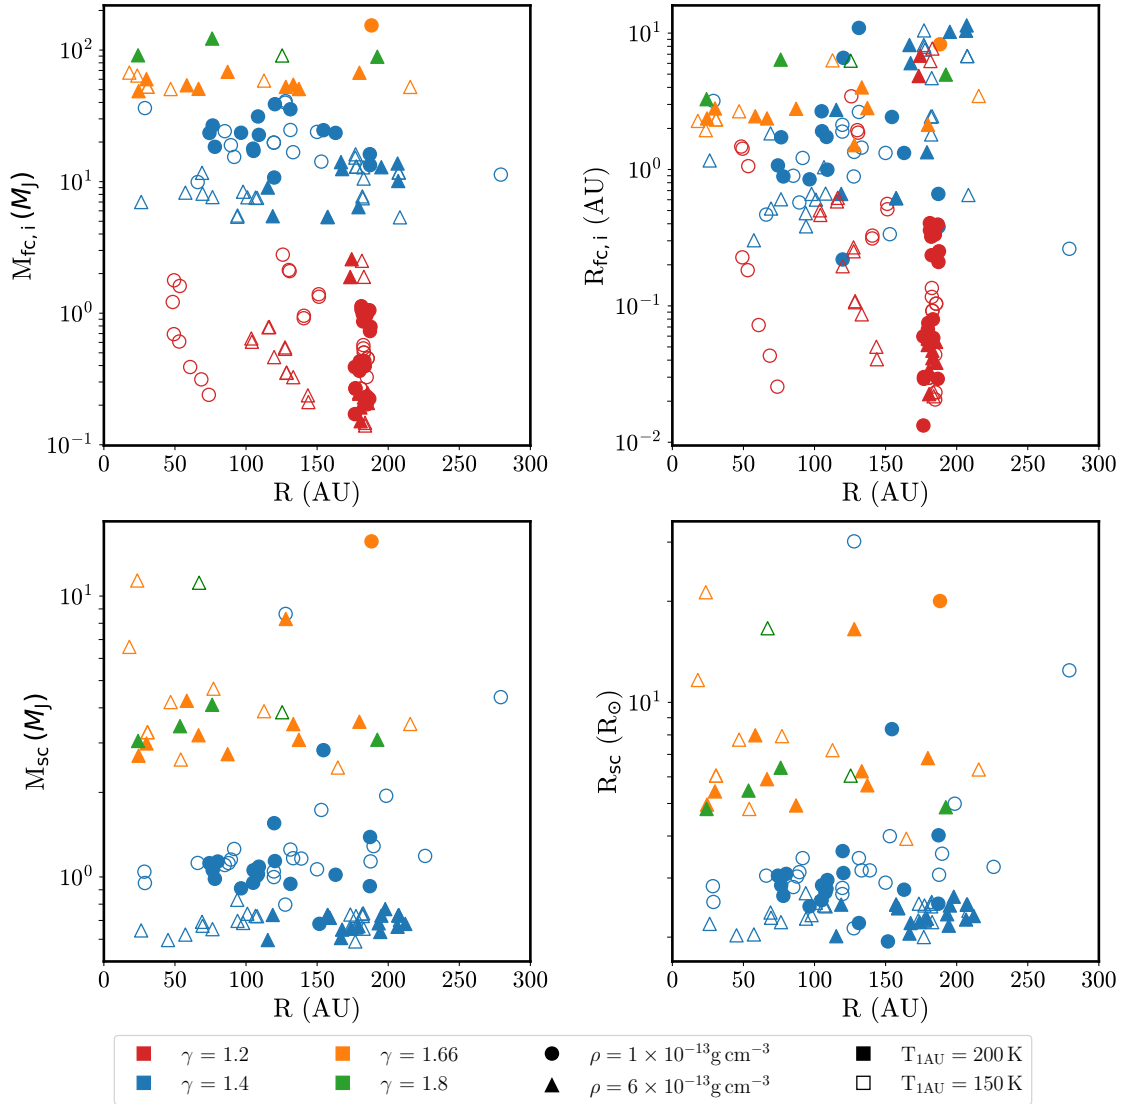 10² 10¹ 10⁰ 10⁻¹
M_fc, i (M_J)
0 50 100 150 200 250 300
R (AU)
10¹ 10⁰ 10⁻¹ 10⁻²
R_fc, i (AU)
0 50 100 150 200 250 300
R (AU)
10¹ 10⁰
M_sc (M_J)
0 50 100 150 200 250 300
R (AU)
10¹
R_sc (R_⊙)
0 50 100 150 200 250 300
R (AU)
γ = 1.2 γ = 1.66 ρ = 1 × 10⁻¹³g cm⁻³ T_1AU = 200 K
γ = 1.4 γ = 1.8 ρ = 6 × 10⁻¹³g cm⁻³ T_1AU = 150 K